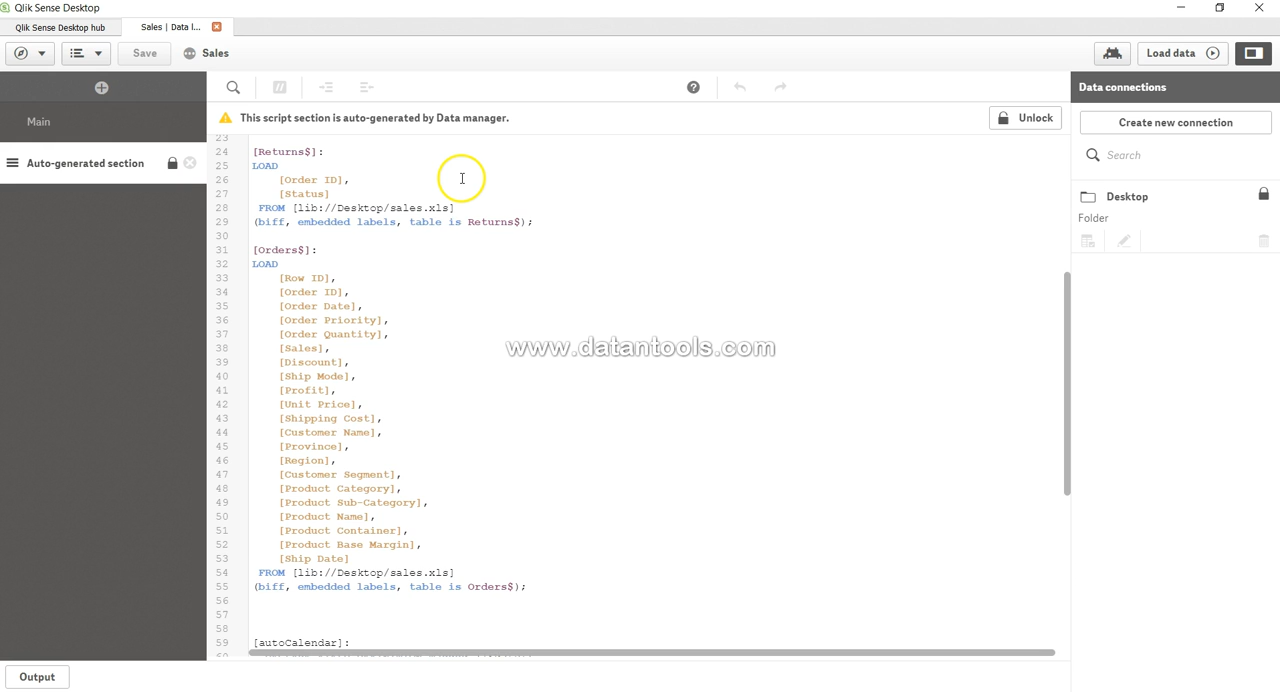 Qlik Sense Desktop
Qlik Sense Desktop hub
Sales | Data l...
Save
Sales
Load data
Data connections
Main
This script section is auto-generated by Data manager.
Unlock
Create new connection
Search
Auto-generated section
Desktop
Folder
23
24 [Returns$]:
25 LOAD
26 [Order ID],
27 [Status]
28 FROM [lib://Desktop/sales.xls]
29 (biff, embedded labels, table is Returns$);
30
31 [Orders$]:
32 LOAD
33 [Row ID],
34 [Order ID],
35 [Order Date],
36 [Order Priority],
37 [Order Quantity],
38 [Sales],
39 [Discount],
40 [Ship Mode],
41 [Profit],
42 [Unit Price],
43 [Shipping Cost],
44 [Customer Name],
45 [Province],
46 [Region],
47 [Customer Segment],
48 [Product Category],
49 [Product Sub-Category],
50 [Product Name],
51 [Product Container],
52 [Product Base Margin],
53 [Ship Date]
54 FROM [lib://Desktop/sales.xls]
55 (biff, embedded labels, table is Orders$);
56
57
58
59 [autoCalendar]:
www.datantools.com
Output